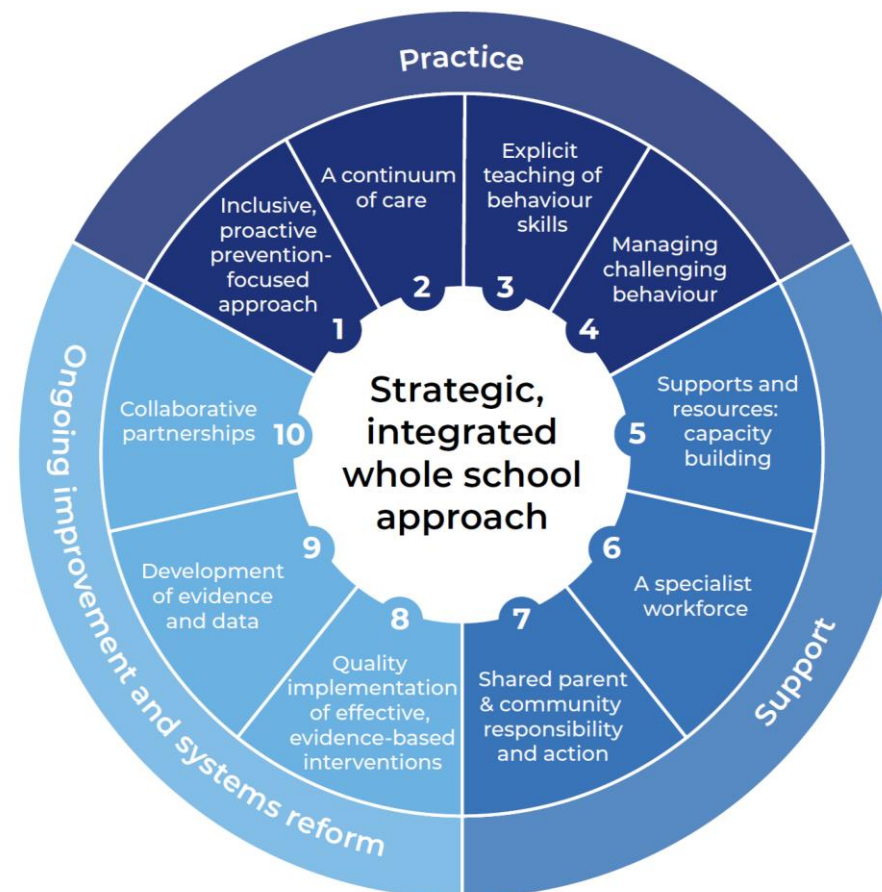 Practice
Inclusive,
proactive
prevention-
focused
approach
1
A continuum
of care
2
Explicit
teaching of
behaviour
skills
3
Managing
challenging
behaviour
4
Support
Supports and
resources:
capacity
building
5
A specialist
workforce
6
Shared parent
& community
responsibility
and action
7
Ongoing improvement and systems reform
Quality
implementation
of effective,
evidence-based
interventions
8
Development
of evidence
and data
9
Collaborative
partnerships
10
Strategic,
integrated
whole school
approach